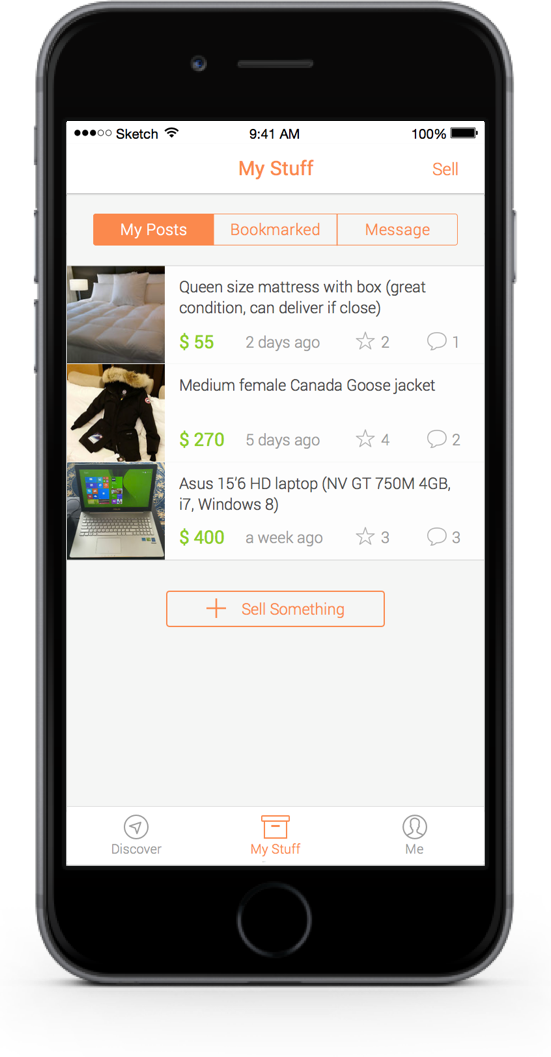 Sketch 9:41 AM 100%
My Stuff Sell
My Posts Bookmarked Message
Queen size mattress with box (great
condition, can deliver if close)
$ 55 2 days ago 2 1
Medium female Canada Goose jacket
$ 270 5 days ago 4 2
Asus 15’6 HD laptop (NV GT 750M 4GB,
i7, Windows 8)
$ 400 a week ago 3 3
+ Sell Something
Discover My Stuff Me